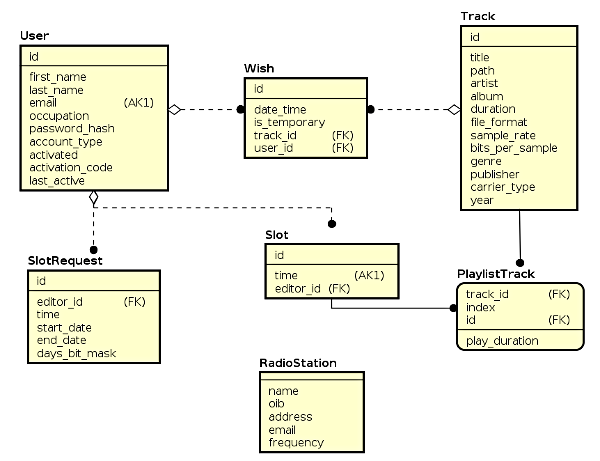 User
id
first_name
last_name
email (AK1)
occupation
password_hash
account_type
activated
activation_code
last_active
Wish
id
date_time
is_temporary
track_id (FK)
user_id (FK)
Track
id
title
path
artist
album
duration
file_format
sample_rate
bits_per_sample
genre
publisher
carrier_type
year
SlotRequest
id
editor_id (FK)
time
start_date
end_date
days_bit_mask
Slot
id
time (AK1)
editor_id (FK)
PlaylistTrack
track_id (FK)
index
id (FK)
play_duration
RadioStation
name
oib
address
email
frequency